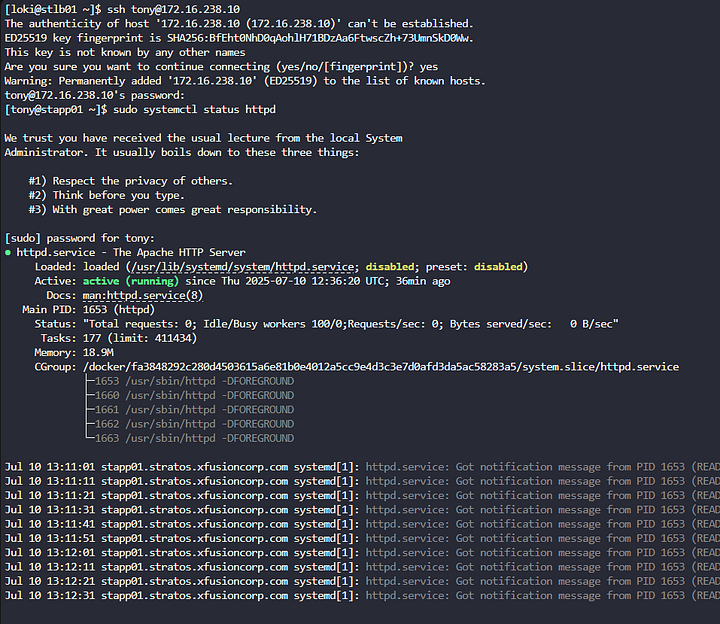 [loki@stlb01 ~]$ ssh tony@172.16.238.10
The authenticity of host '172.16.238.10 (172.16.238.10)' can't be established.
ED25519 key fingerprint is SHA256:BfEht0NhD0qAohlH71BDzAa6FtwscZh+73UmnSkD0Ww.
This key is not known by any other names
Are you sure you want to continue connecting (yes/no/[fingerprint])? yes
Warning: Permanently added '172.16.238.10' (ED25519) to the list of known hosts.
tony@172.16.238.10's password:
[tony@stapp01 ~]$ sudo systemctl status httpd
We trust you have received the usual lecture from the local System
Administrator. It usually boils down to these three things:
#1) Respect the privacy of others.
#2) Think before you type.
#3) With great power comes great responsibility.
[sudo] password for tony:
● httpd.service - The Apache HTTP Server
Loaded: loaded (/usr/lib/systemd/system/httpd.service; disabled; preset: disabled)
Active: active (running) since Thu 2025-07-10 12:36:20 UTC; 36min ago
Docs: man:httpd.service(8)
Main PID: 1653 (httpd)
Status: "Total requests: 0; Idle/Busy workers 100/0;Requests/sec: 0; Bytes served/sec:   0 B/sec"
Tasks: 177 (limit: 411434)
Memory: 18.9M
CGroup: /docker/fa3848292c280d4503615a6e81b0e4012a5cc9e4d3c3e7d0afd3da5ac58283a5/system.slice/httpd.service
├─1653 /usr/sbin/httpd -DFOREGROUND
├─1660 /usr/sbin/httpd -DFOREGROUND
├─1661 /usr/sbin/httpd -DFOREGROUND
├─1662 /usr/sbin/httpd -DFOREGROUND
└─1663 /usr/sbin/httpd -DFOREGROUND
Jul 10 13:11:01 stapp01.stratos.xfusioncorp.com systemd[1]: httpd.service: Got notification message from PID 1653 (READ
Jul 10 13:11:11 stapp01.stratos.xfusioncorp.com systemd[1]: httpd.service: Got notification message from PID 1653 (READ
Jul 10 13:11:21 stapp01.stratos.xfusioncorp.com systemd[1]: httpd.service: Got notification message from PID 1653 (READ
Jul 10 13:11:31 stapp01.stratos.xfusioncorp.com systemd[1]: httpd.service: Got notification message from PID 1653 (READ
Jul 10 13:11:41 stapp01.stratos.xfusioncorp.com systemd[1]: httpd.service: Got notification message from PID 1653 (READ
Jul 10 13:11:51 stapp01.stratos.xfusioncorp.com systemd[1]: httpd.service: Got notification message from PID 1653 (READ
Jul 10 13:12:01 stapp01.stratos.xfusioncorp.com systemd[1]: httpd.service: Got notification message from PID 1653 (READ
Jul 10 13:12:11 stapp01.stratos.xfusioncorp.com systemd[1]: httpd.service: Got notification message from PID 1653 (READ
Jul 10 13:12:21 stapp01.stratos.xfusioncorp.com systemd[1]: httpd.service: Got notification message from PID 1653 (READ
Jul 10 13:12:31 stapp01.stratos.xfusioncorp.com systemd[1]: httpd.service: Got notification message from PID 1653 (READ